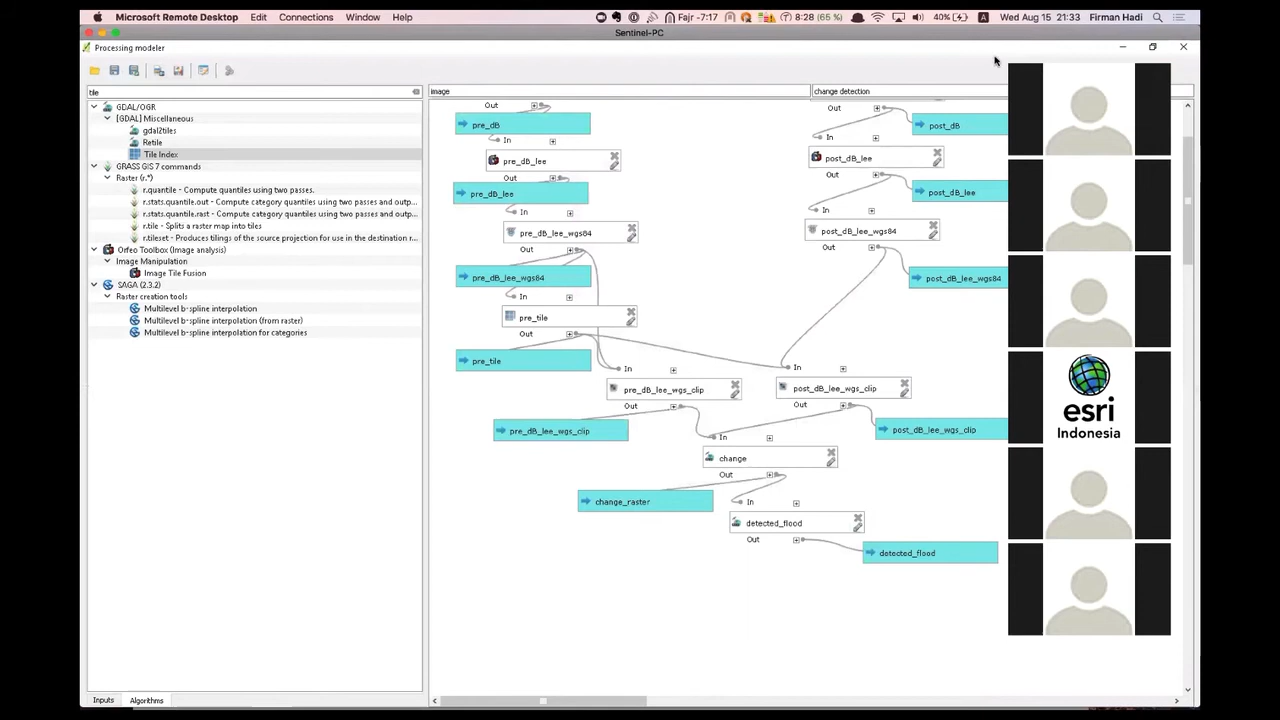 Microsoft Remote Desktop Edit Connections Window Help Fajr -7:17 8:28 (65 %) 40% A Wed Aug 15 21:33 Firman Hadi
Sentinel-PC
Processing modeler
tile
image
change detection
GDAL/OGR
[GDAL] Miscellaneous
gdal2tiles
Retile
Tile Index
GRASS GIS 7 commands
Raster (r.*)
r.quantile - Compute quantiles using two passes.
r.stats.quantile.out - Compute category quantiles using two passes and outp...
r.stats.quantile.rast - Compute category quantiles using two passes and outp...
r.tile - Splits a raster map into tiles
r.tileset - Produces tilings of the source projection for use in the destination r...
Orfeo Toolbox (Image analysis)
Image Manipulation
Image Tile Fusion
SAGA (2.3.2)
Raster creation tools
Multilevel b-spline interpolation
Multilevel b-spline interpolation (from raster)
Multilevel b-spline interpolation for categories
Inputs Algorithms
Out
Out
pre_dB
post_dB
In
In
pre_dB_lee
post_dB_lee
Out
Out
pre_dB_lee
post_dB_lee
In
In
pre_dB_lee_wgs84
post_dB_lee_wgs84
Out
Out
pre_dB_lee_wgs84
post_dB_lee_wgs84
In
pre_tile
Out
pre_tile
In
In
pre_dB_lee_wgs_clip
post_dB_lee_wgs_clip
Out
Out
pre_dB_lee_wgs_clip
post_dB_lee_wgs_clip
In
change
Out
change_raster
In
detected_flood
Out
detected_flood
esri
Indonesia